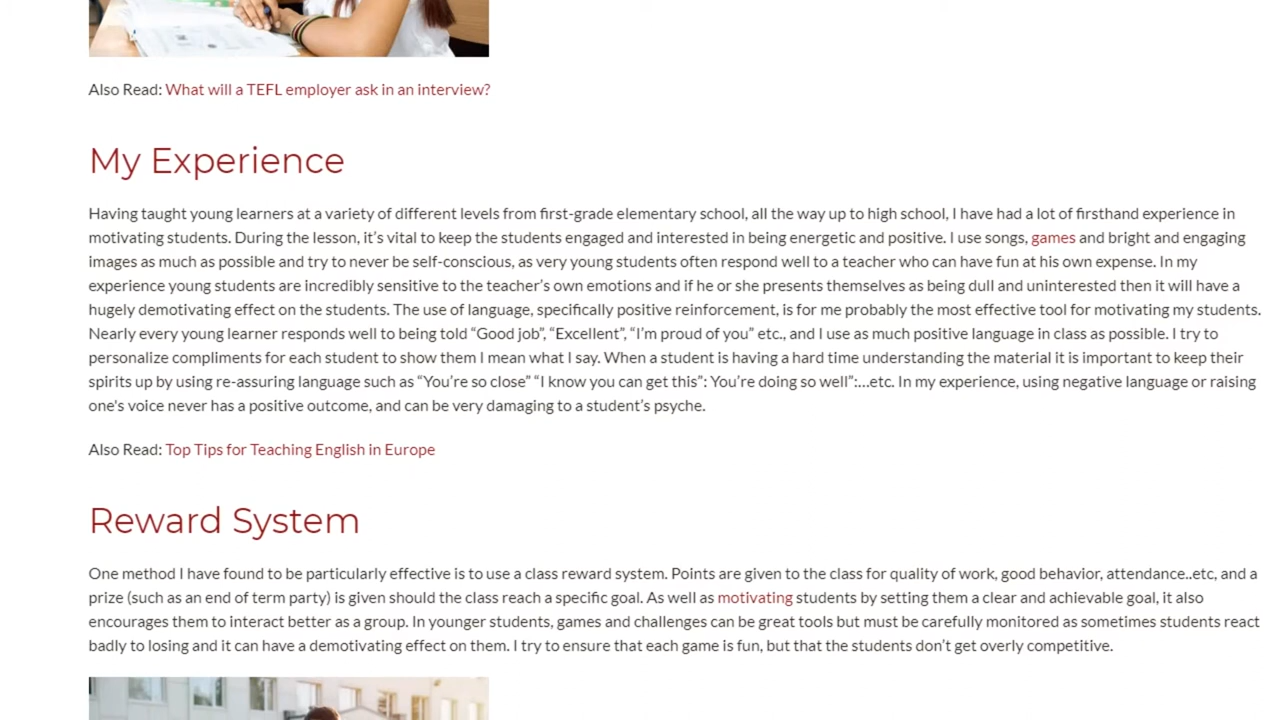 Also Read: What will a TEFL employer ask in an interview?
My Experience
Having taught young learners at a variety of different levels from first-grade elementary school, all the way up to high school, I have had a lot of firsthand experience in
motivating students. During the lesson, it’s vital to keep the students engaged and interested in being energetic and positive. I use songs, games and bright and engaging
images as much as possible and try to never be self-conscious, as very young students often respond well to a teacher who can have fun at his own expense. In my
experience young students are incredibly sensitive to the teacher’s own emotions and if he or she presents themselves as being dull and uninterested then it will have a
hugely demotivating effect on the students. The use of language, specifically positive reinforcement, is for me probably the most effective tool for motivating my students.
Nearly every young learner responds well to being told “Good job”, “Excellent”, “I’m proud of you” etc., and I use as much positive language in class as possible. I try to
personalize compliments for each student to show them I mean what I say. When a student is having a hard time understanding the material it is important to keep their
spirits up by using re-assuring language such as “You’re so close” “I know you can get this”: You’re doing so well”:...etc. In my experience, using negative language or raising
one's voice never has a positive outcome, and can be very damaging to a student’s psyche.
Also Read: Top Tips for Teaching English in Europe
Reward System
One method I have found to be particularly effective is to use a class reward system. Points are given to the class for quality of work, good behavior, attendance..etc, and a
prize (such as an end of term party) is given should the class reach a specific goal. As well as motivating students by setting them a clear and achievable goal, it also
encourages them to interact better as a group. In younger students, games and challenges can be great tools but must be carefully monitored as sometimes students react
badly to losing and it can have a demotivating effect on them. I try to ensure that each game is fun, but that the students don’t get overly competitive.